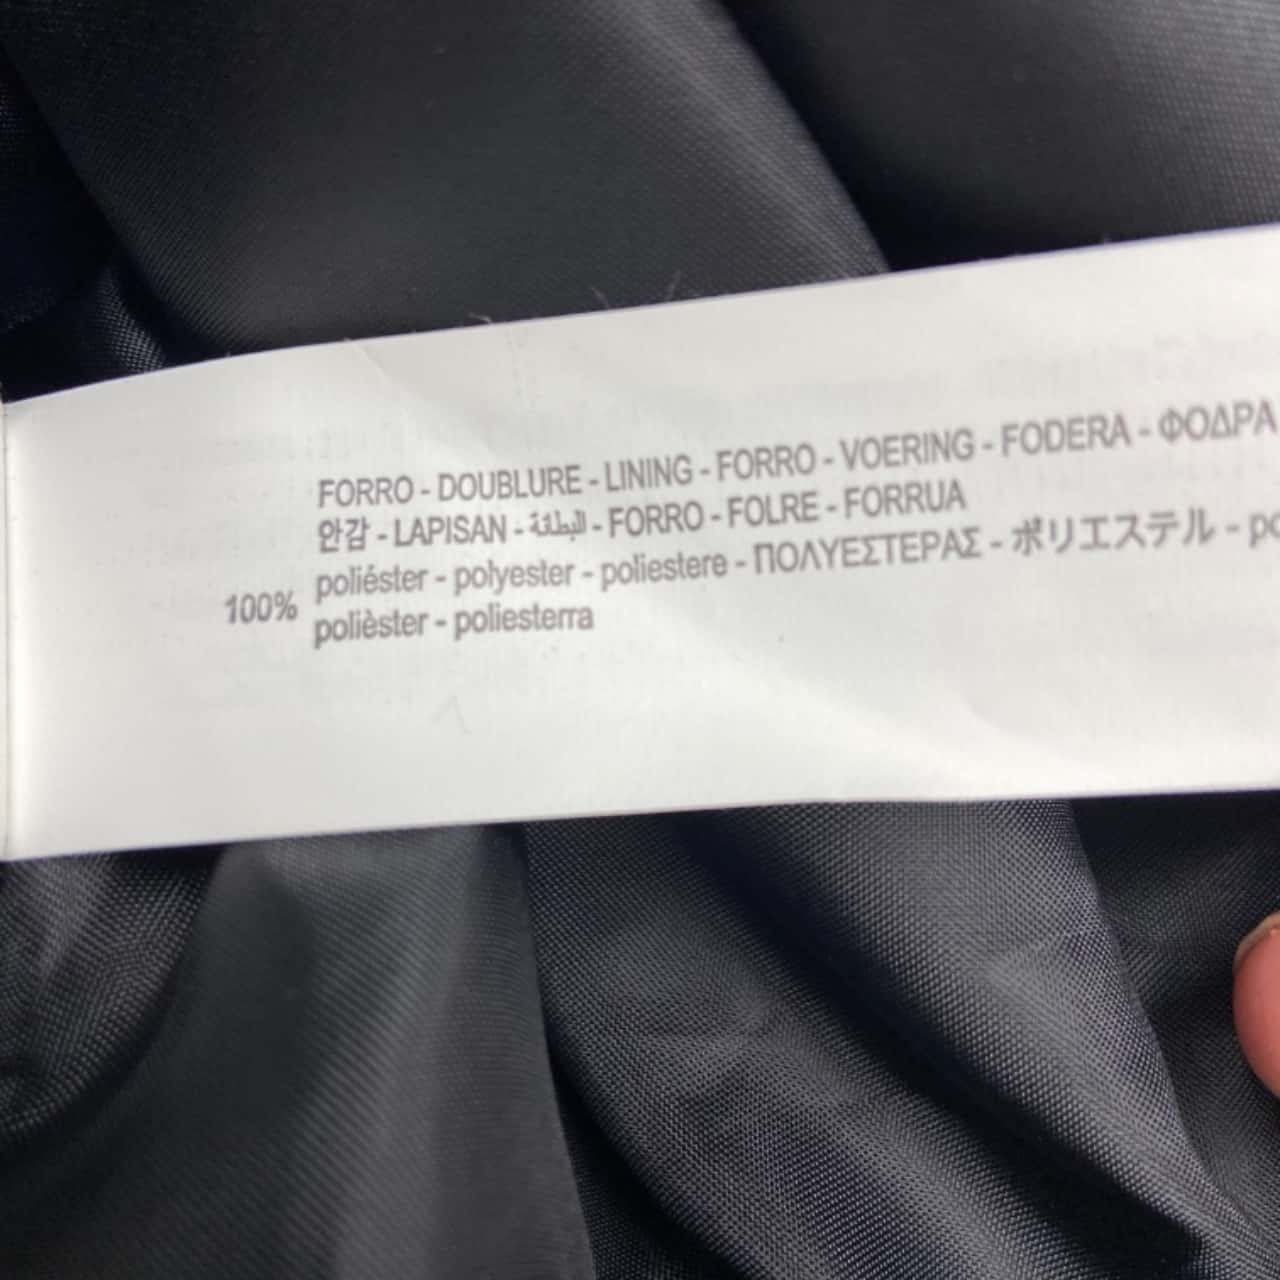 FORRO - DOUBLURE - LINING - FORRO - VOERING - FODERA - ΦΟΔΡΑ
안감 - LAPISAN - البطانة - FORRO - FOLRE - FORRUA
100% poliéster - polyester - poliestere - ΠΟΛΥΕΣΤΕΡΑΣ - ポリエステル -
polièster - poliesterra